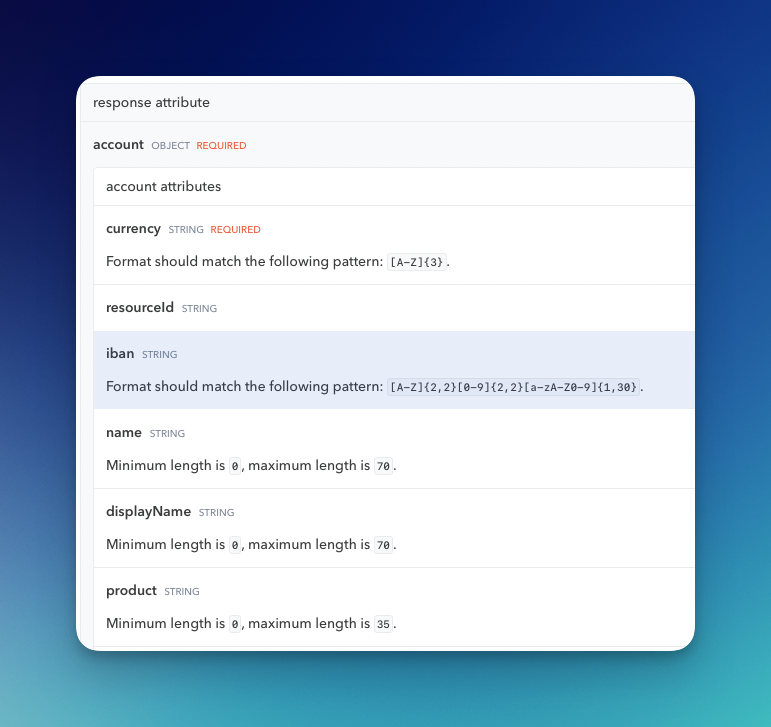 response attribute
account OBJECT REQUIRED
account attributes
currency STRING REQUIRED
Format should match the following pattern: [A-Z]{3}.
resourceId STRING
iban STRING
Format should match the following pattern: [A-Z]{2,2}[0-9]{2,2}[a-zA-Z0-9]{1,30}.
name STRING
Minimum length is 0, maximum length is 70.
displayName STRING
Minimum length is 0, maximum length is 70.
product STRING
Minimum length is 0, maximum length is 35.